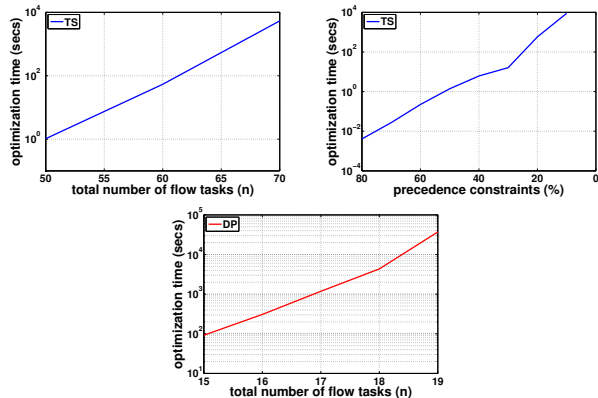 10^4
TS
10^2
10^0
optimization time (secs)
50 55 60 65 70
total number of flow tasks (n)
10^4
TS
10^2
10^0
10^−2
10^−4
optimization time (secs)
80 60 40 20 0
precedence constraints (%)
10^5
DP
10^4
10^3
10^2
10^1
optimization time (secs)
15 16 17 18 19
total number of flow tasks (n)